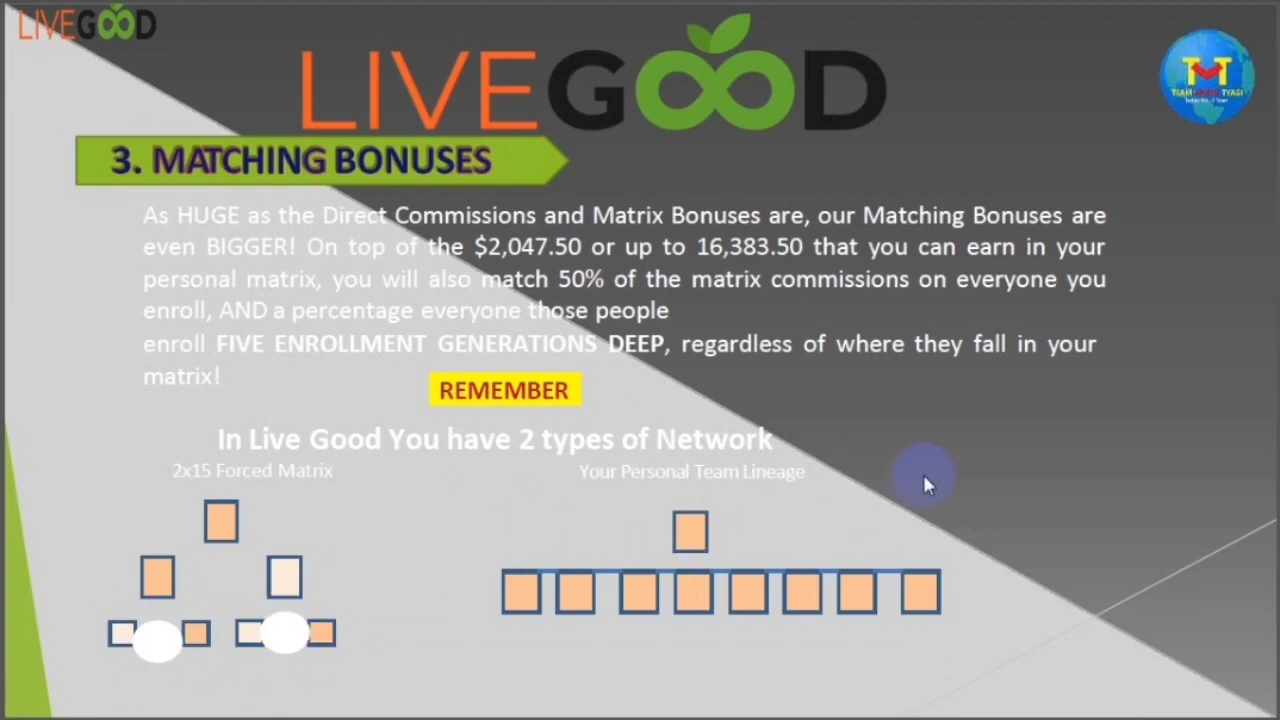 LIVEGOOD
LIVEGOOD
3. MATCHING BONUSES
As HUGE as the Direct Commissions and Matrix Bonuses are, our Matching Bonuses are
even BIGGER! On top of the $2,047.50 or up to 16,383.50 that you can earn in your
personal matrix, you will also match 50% of the matrix commissions on everyone you
enroll, AND a percentage everyone those people
enroll FIVE ENROLLMENT GENERATIONS DEEP, regardless of where they fall in your
matrix!
REMEMBER
In Live Good You have 2 types of Network
2x15 Forced Matrix
Your Personal Team Lineage